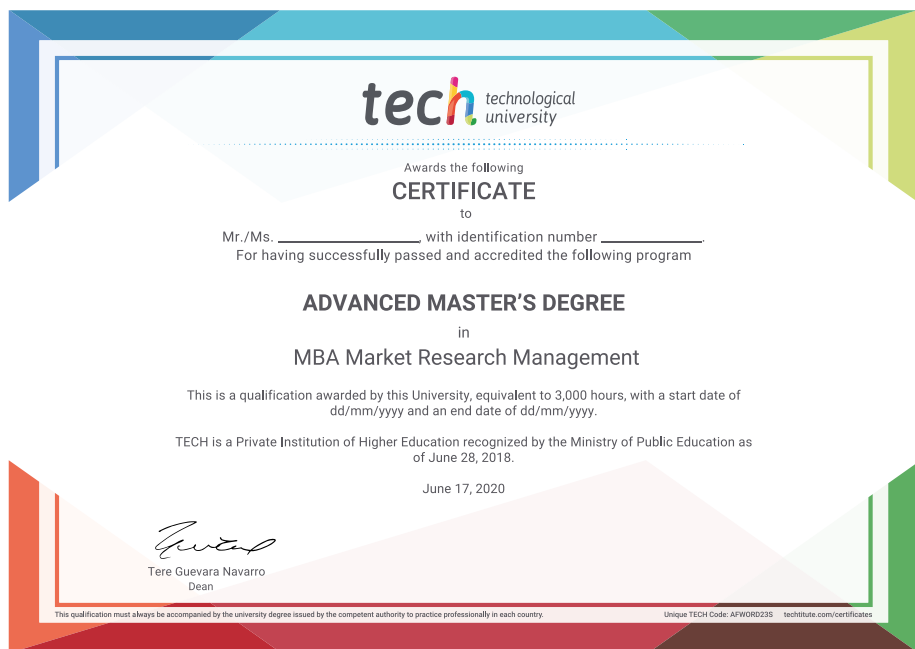 tech technological
university
Awards the following
CERTIFICATE
to
Mr./Ms. ____________________, with identification number ______________.
For having successfully passed and accredited the following program
ADVANCED MASTER’S DEGREE
in
MBA Market Research Management
This is a qualification awarded by this University, equivalent to 3,000 hours, with a start date of
dd/mm/yyyy and an end date of dd/mm/yyyy.
TECH is a Private Institution of Higher Education recognized by the Ministry of Public Education as
of June 28, 2018.
June 17, 2020
Tere Guevara Navarro
Dean
This qualification must always be accompanied by the university degree issued by the competent authority to practice professionally in each country.
Unique TECH Code: AFWORD23S techtitute.com/certificates